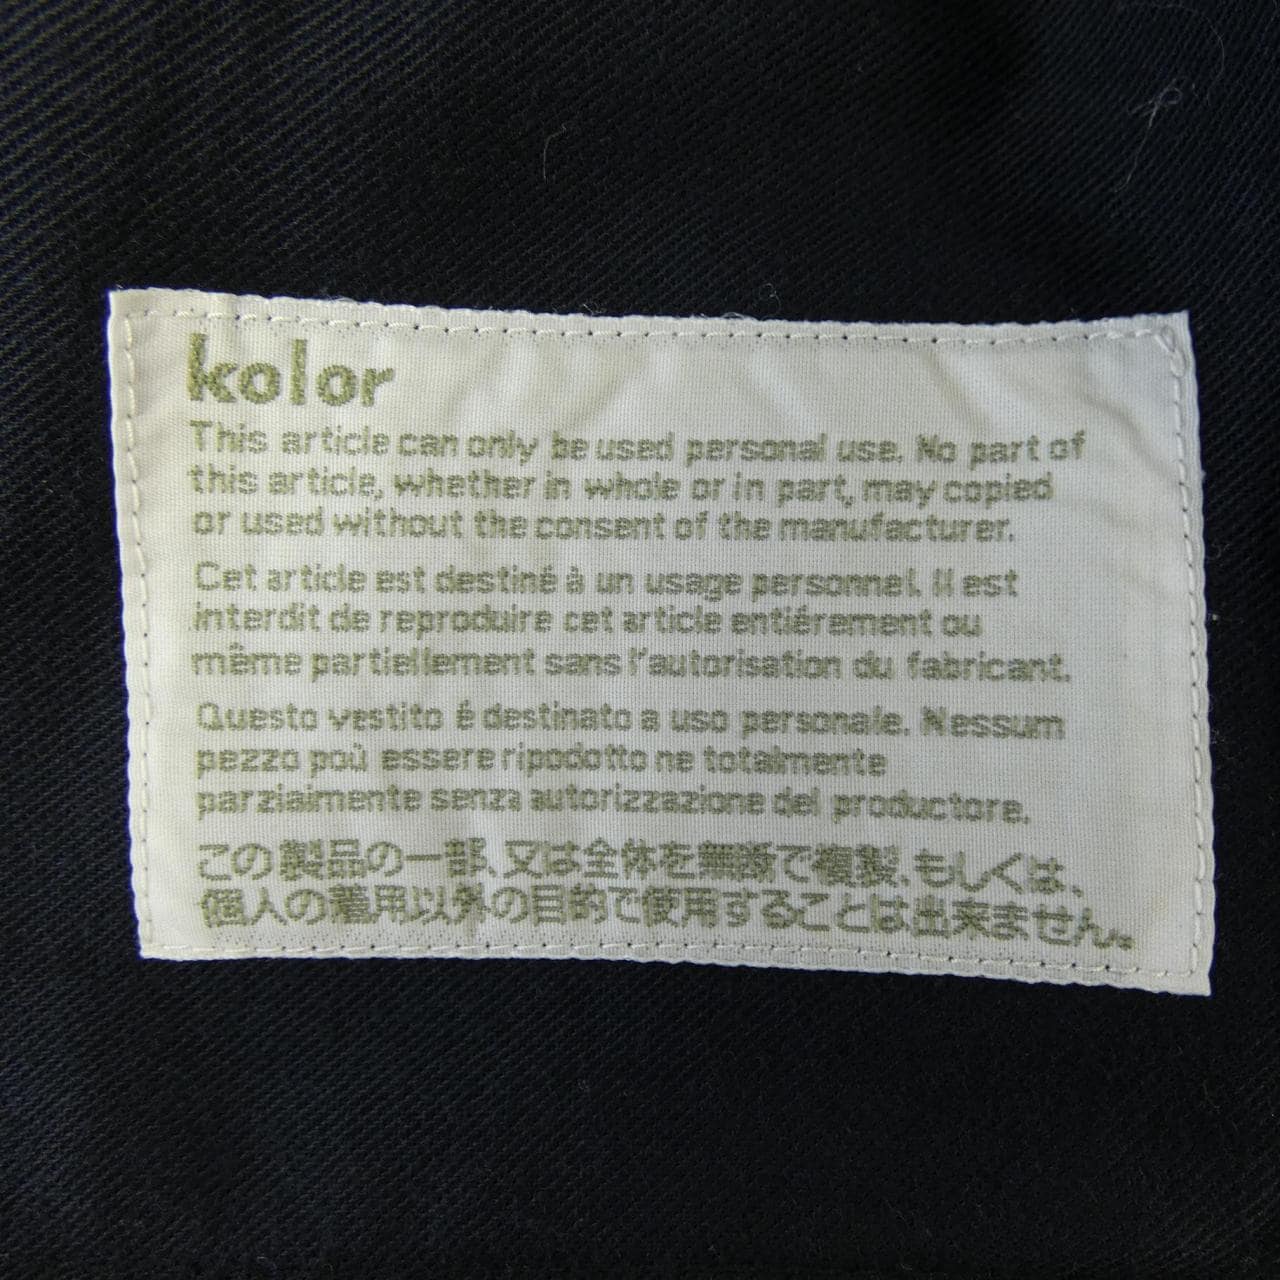 kolor
This article can only be used personal use. No part of
this article, whether in whole or in part, may copied
or used without the consent of the manufacturer.
Cet article est destiné à un usage personnel. Il est
interdit de reproduire cet article entiérement ou
même partiellement sans l'autorisation du fabricant.
Questo vestito é destinato a uso personale. Nessum
pezzo poù essere ripodotto ne totalmente
parzialmente senza autorizzazione del productore.
この製品の一部、又は全体を無断で複製、もしくは、
個人の着用以外の目的で使用することは出来ません。